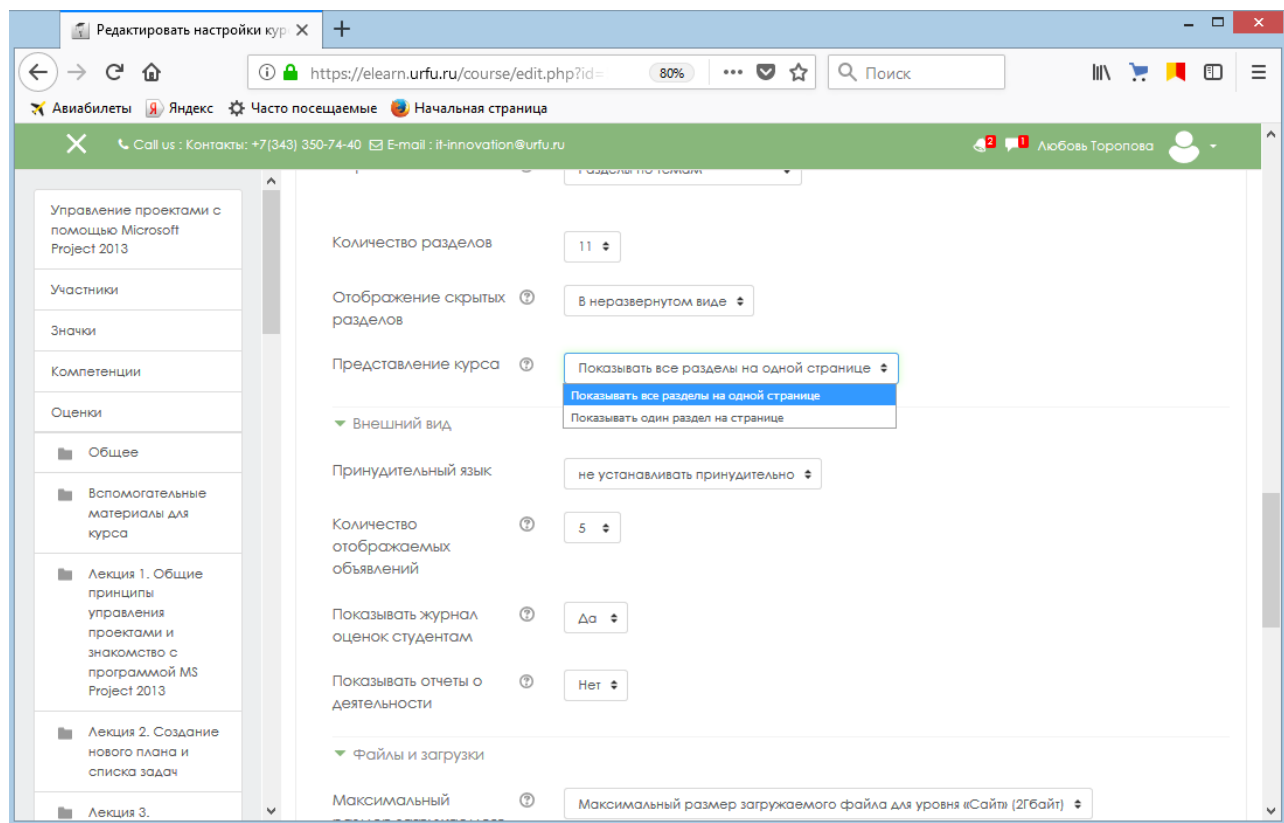 Редактировать настройки кур
https://elearn.urfu.ru/course/edit.php?id=
80%
Поиск
Авиабилеты Яндекс Часто посещаемые Начальная страница
Call us : Контакты: +7(343) 350-74-40 E-mail : it-innovation@urfu.ru
2 1 Любовь Торопова
Управление проектами с
помощью Microsoft
Project 2013
Участники
Значки
Компетенции
Оценки
Общее
Вспомогательные
материалы для
курса
Лекция 1. Общие
принципы
управления
проектами и
знакомство с
программой MS
Project 2013
Лекция 2. Создание
нового плана и
списка задач
Лекция 3.
Разделы по темам
Количество разделов 11
Отображение скрытых
разделов
В неразвернутом виде
Представление курса Показывать все разделы на одной странице
Показывать все разделы на одной странице
Показывать один раздел на странице
Внешний вид
Принудительный язык не устанавливать принудительно
Количество
отображаемых
объявлений
5
Показывать журнал
оценок студентам
Да
Показывать отчеты о
деятельности
Нет
Файлы и загрузки
Максимальный
Максимальный размер загружаемого файла для уровня «Сайт» (2Гбайт)